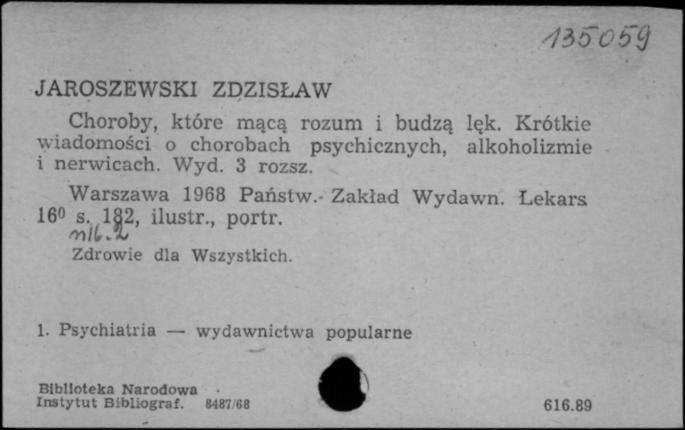 135059
JAROSZEWSKI ZDZISŁAW
Choroby, które mącą rozum i budzą lęk. Krótkie
wiadomości o chorobach psychicznych, alkoholizmie
i nerwicach. Wyd. 3 rozsz.
Warszawa 1968 Państw. Zakład Wydawn. Lekars
16⁰ s. 182, ilustr., portr.
nlb. 2
Zdrowie dla Wszystkich.
1. Psychiatria — wydawnictwa popularne
Biblioteka Narodowa
Instytut Bibliograf. 8487/68 616.89